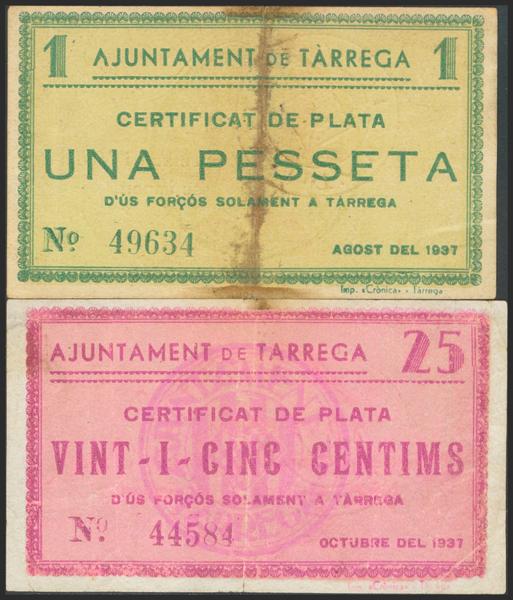 1 AJUNTAMENT DE TÀRREGA 1
CERTIFICAT DE PLATA
UNA PESSETA
D'ÚS FORÇÓS SOLAMENT A TÀRREGA
Nº 49634
AGOST DEL 1937
Imp. «Crònica» - Tàrrega
AJUNTAMENT DE TARREGA 25
CERTIFICAT DE PLATA
VINT-I-CINC CENTIMS
D'ÚS FORÇÓS SOLAMENT A TÀRREGA
Nº 44584
OCTUBRE DEL 1937